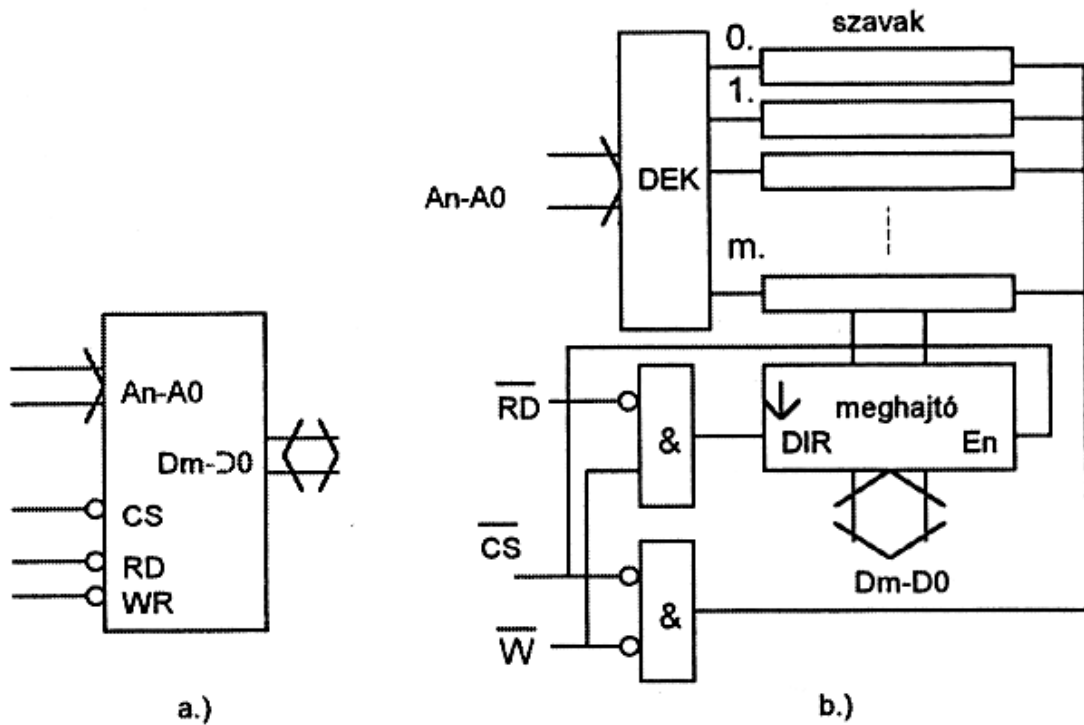 An-A0
Dm-D0
CS
RD
WR
a.)
szavak
0.
1.
m.
An-A0
DEK
RD
&
DIR
meghajtó
En
CS
W
&
Dm-D0
b.)